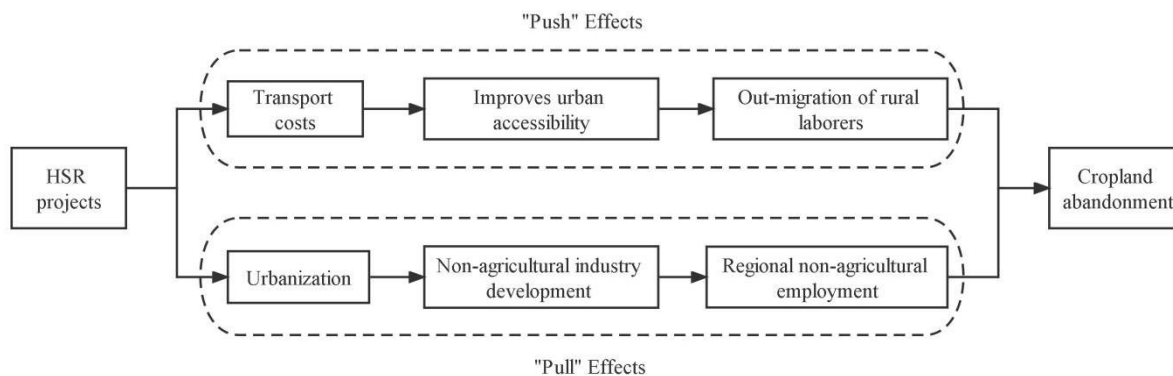 "Push" Effects
Transport
costs
Improves urban
accessibility
Out-migration of rural
laborers
HSR
projects
Cropland
abandonment
Urbanization
Non-agricultural industry
development
Regional non-agricultural
employment
"Pull" Effects